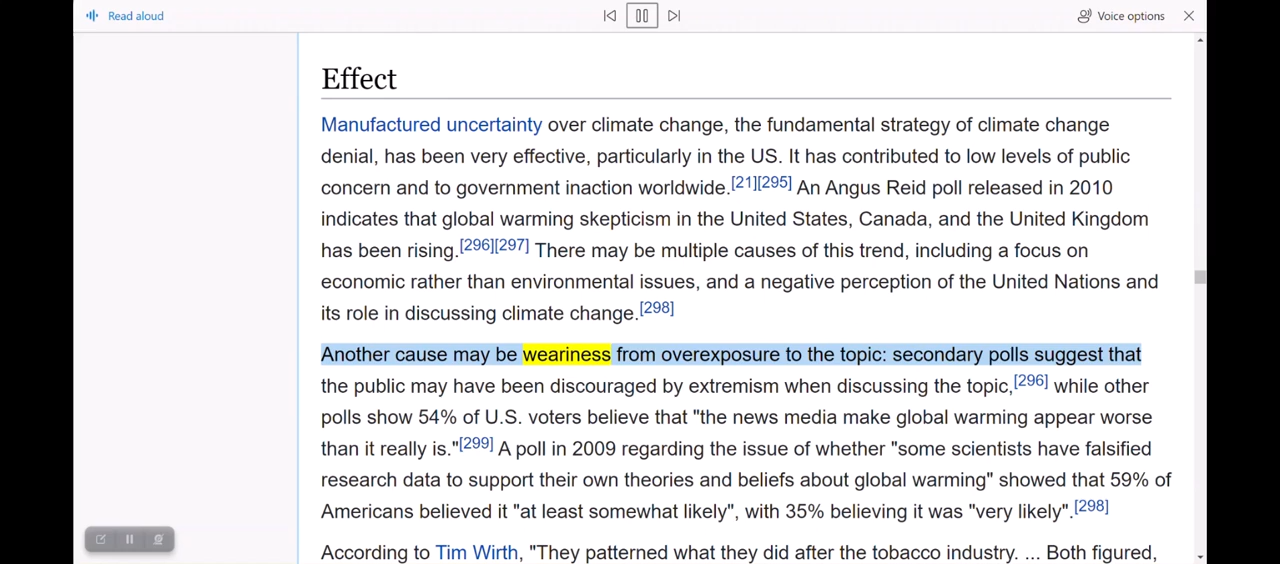 Read aloud
Voice options
Effect
Manufactured uncertainty over climate change, the fundamental strategy of climate change
denial, has been very effective, particularly in the US. It has contributed to low levels of public
concern and to government inaction worldwide.[21][295] An Angus Reid poll released in 2010
indicates that global warming skepticism in the United States, Canada, and the United Kingdom
has been rising.[296][297] There may be multiple causes of this trend, including a focus on
economic rather than environmental issues, and a negative perception of the United Nations and
its role in discussing climate change.[298]
Another cause may be weariness from overexposure to the topic: secondary polls suggest that
the public may have been discouraged by extremism when discussing the topic,[296] while other
polls show 54% of U.S. voters believe that "the news media make global warming appear worse
than it really is."[299] A poll in 2009 regarding the issue of whether "some scientists have falsified
research data to support their own theories and beliefs about global warming" showed that 59% of
Americans believed it "at least somewhat likely", with 35% believing it was "very likely".[298]
According to Tim Wirth, "They patterned what they did after the tobacco industry. ... Both figured,